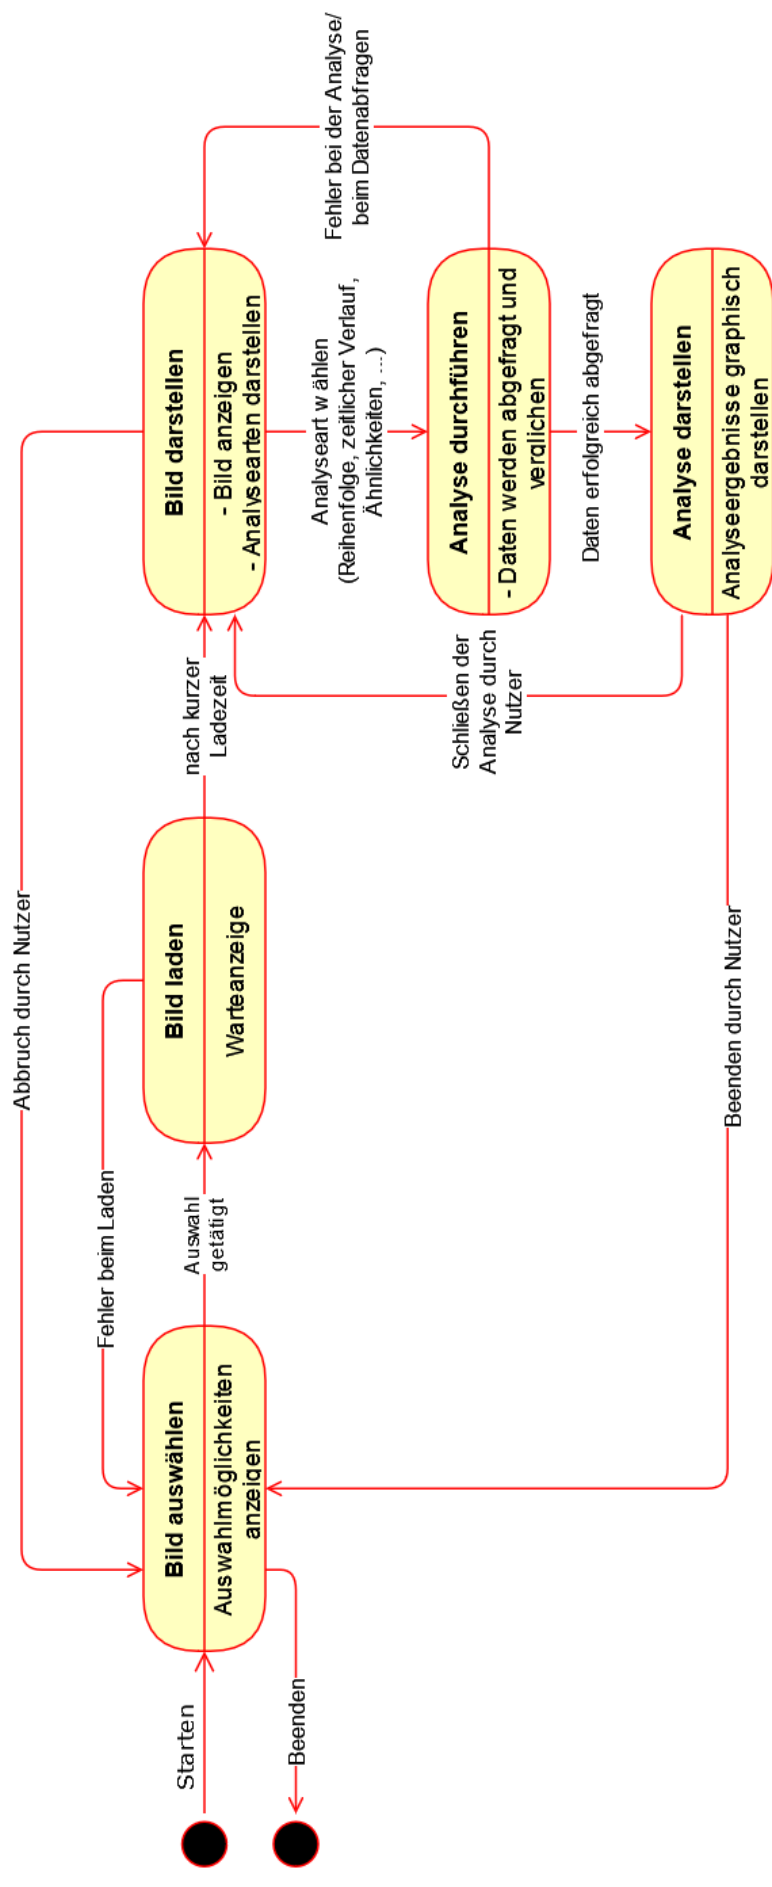 Abbruch durch Nutzer
Fehler beim Laden
Starten
Beenden
Bild auswählen
Auswahlmöglichkeiten
anzeigen
Auswahl
getätigt
Bild laden
Warteanzeige
nach kurzer
Ladezeit
Bild darstellen
- Bild anzeigen
- Analysearten darstellen
Analyseart w ählen
(Reihenfolge, zeitlicher Verlauf,
Ähnlichkeiten, ...)
Fehler bei der Analyse/
beim Datenabfragen
Analyse durchführen
- Daten werden abgefragt und
verglichen
Schließen der
Analyse durch
Nutzer
Daten erfolgreich abgefragt
Analyse darstellen
Analyseergebnisse graphisch
darstellen
Beenden durch Nutzer